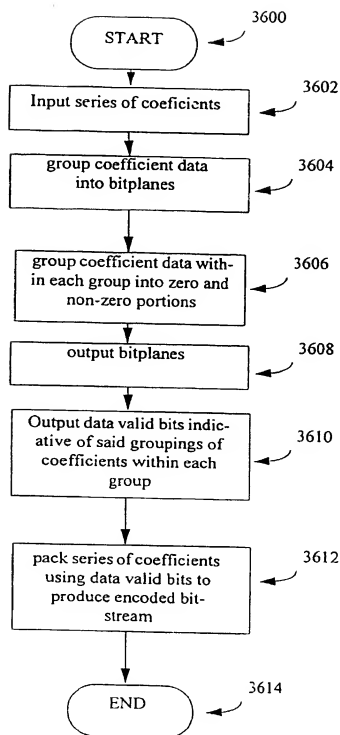 START
3600
Input series of coeficients
3602
group coefficient data
into bitplanes
3604
group coefficient data with-
in each group into zero and
non-zero portions
3606
output bitplanes
3608
Output data valid bits indic-
ative of said groupings of
coefficients within each
group
3610
pack series of coefficients
using data valid bits to
produce encoded bit-
stream
3612
END
3614